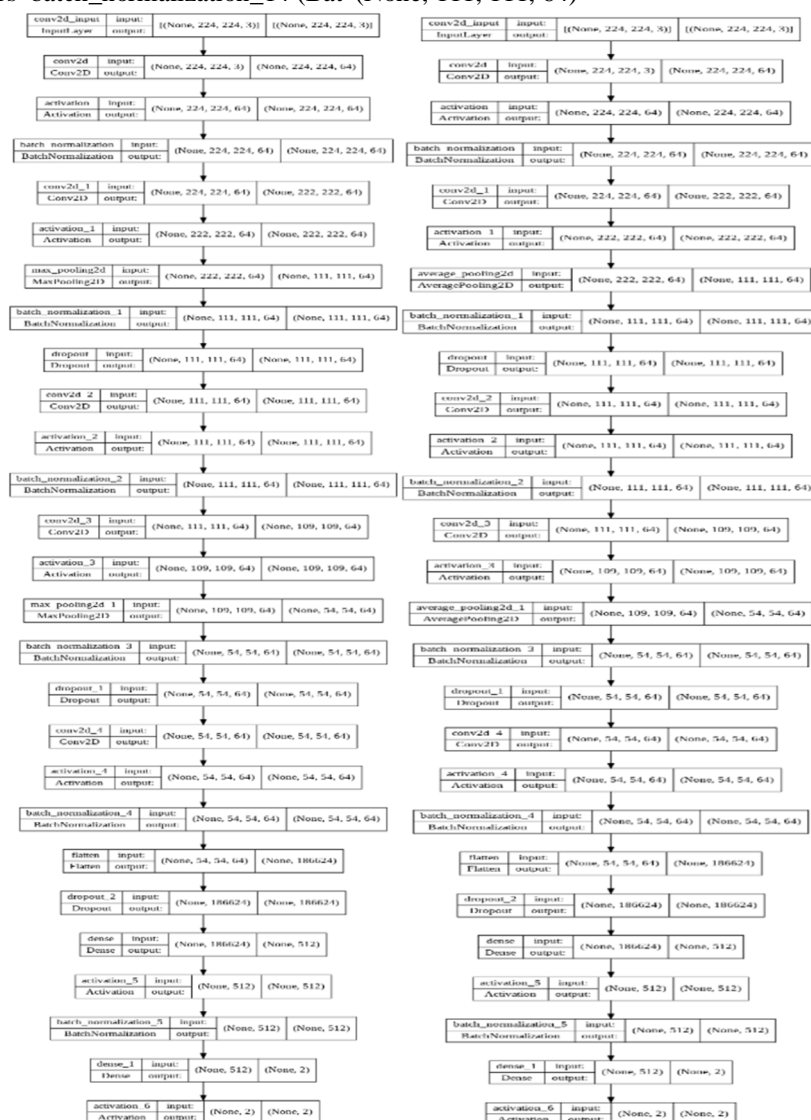 batch_normalization_14 (Bat (None, 111, 111, 64)
conv2d_input input: [(None, 224, 224, 3)] [(None, 224, 224, 3)]
InputLayer output:
conv2d input: (None, 224, 224, 3) (None, 224, 224, 64)
Conv2D output:
activation input: (None, 224, 224, 64) (None, 224, 224, 64)
Activation output:
batch_normalization input: (None, 224, 224, 64) (None, 224, 224, 64)
BatchNormalization output:
conv2d_1 input: (None, 224, 224, 64) (None, 222, 222, 64)
Conv2D output:
activation_1 input: (None, 222, 222, 64) (None, 222, 222, 64)
Activation output:
max_pooling2d input: (None, 222, 222, 64) (None, 111, 111, 64)
MaxPooling2D output:
batch_normalization_1 input: (None, 111, 111, 64) (None, 111, 111, 64)
BatchNormalization output:
dropout input: (None, 111, 111, 64) (None, 111, 111, 64)
Dropout output:
conv2d_2 input: (None, 111, 111, 64) (None, 111, 111, 64)
Conv2D output:
activation_2 input: (None, 111, 111, 64) (None, 111, 111, 64)
Activation output:
batch_normalization_2 input: (None, 111, 111, 64) (None, 111, 111, 64)
BatchNormalization output:
conv2d_3 input: (None, 111, 111, 64) (None, 109, 109, 64)
Conv2D output:
activation_3 input: (None, 109, 109, 64) (None, 109, 109, 64)
Activation output:
max_pooling2d_1 input: (None, 109, 109, 64) (None, 54, 54, 64)
MaxPooling2D output:
batch_normalization_3 input: (None, 54, 54, 64) (None, 54, 54, 64)
BatchNormalization output:
dropout_1 input: (None, 54, 54, 64) (None, 54, 54, 64)
Dropout output:
conv2d_4 input: (None, 54, 54, 64) (None, 54, 54, 64)
Conv2D output:
activation_4 input: (None, 54, 54, 64) (None, 54, 54, 64)
Activation output:
batch_normalization_4 input: (None, 54, 54, 64) (None, 54, 54, 64)
BatchNormalization output:
flatten input: (None, 54, 54, 64) (None, 186624)
Flatten output:
dropout_2 input: (None, 186624) (None, 186624)
Dropout output:
dense input: (None, 186624) (None, 512)
Dense output:
activation_5 input: (None, 512) (None, 512)
Activation output:
batch_normalization_5 input: (None, 512) (None, 512)
BatchNormalization output:
dense_1 input: (None, 512) (None, 2)
Dense output:
activation_6 input: (None, 2) (None, 2)
Activation output:
conv2d_input input: [(None, 224, 224, 3)] [(None, 224, 224, 3)]
InputLayer output:
conv2d input: (None, 224, 224, 3) (None, 224, 224, 64)
Conv2D output:
activation input: (None, 224, 224, 64) (None, 224, 224, 64)
Activation output:
batch_normalization input: (None, 224, 224, 64) (None, 224, 224, 64)
BatchNormalization output:
conv2d_1 input: (None, 224, 224, 64) (None, 222, 222, 64)
Conv2D output:
activation_1 input: (None, 222, 222, 64) (None, 222, 222, 64)
Activation output:
average_pooling2d input: (None, 222, 222, 64) (None, 111, 111, 64)
AveragePooling2D output:
batch_normalization_1 input: (None, 111, 111, 64) (None, 111, 111, 64)
BatchNormalization output:
dropout input: (None, 111, 111, 64) (None, 111, 111, 64)
Dropout output:
conv2d_2 input: (None, 111, 111, 64) (None, 111, 111, 64)
Conv2D output:
activation_2 input: (None, 111, 111, 64) (None, 111, 111, 64)
Activation output:
batch_normalization_2 input: (None, 111, 111, 64) (None, 111, 111, 64)
BatchNormalization output:
conv2d_3 input: (None, 111, 111, 64) (None, 109, 109, 64)
Conv2D output:
activation_3 input: (None, 109, 109, 64) (None, 109, 109, 64)
Activation output:
average_pooling2d_1 input: (None, 109, 109, 64) (None, 54, 54, 64)
AveragePooling2D output:
batch_normalization_3 input: (None, 54, 54, 64) (None, 54, 54, 64)
BatchNormalization output:
dropout_1 input: (None, 54, 54, 64) (None, 54, 54, 64)
Dropout output:
conv2d_4 input: (None, 54, 54, 64) (None, 54, 54, 64)
Conv2D output:
activation_4 input: (None, 54, 54, 64) (None, 54, 54, 64)
Activation output:
batch_normalization_4 input: (None, 54, 54, 64) (None, 54, 54, 64)
BatchNormalization output:
flatten input: (None, 54, 54, 64) (None, 186624)
Flatten output:
dropout_2 input: (None, 186624) (None, 186624)
Dropout output:
dense input: (None, 186624) (None, 512)
Dense output:
activation_5 input: (None, 512) (None, 512)
Activation output:
batch_normalization_5 input: (None, 512) (None, 512)
BatchNormalization output:
dense_1 input: (None, 512) (None, 2)
Dense output:
activation_6 input: (None, 2) (None, 2)
Activation output: